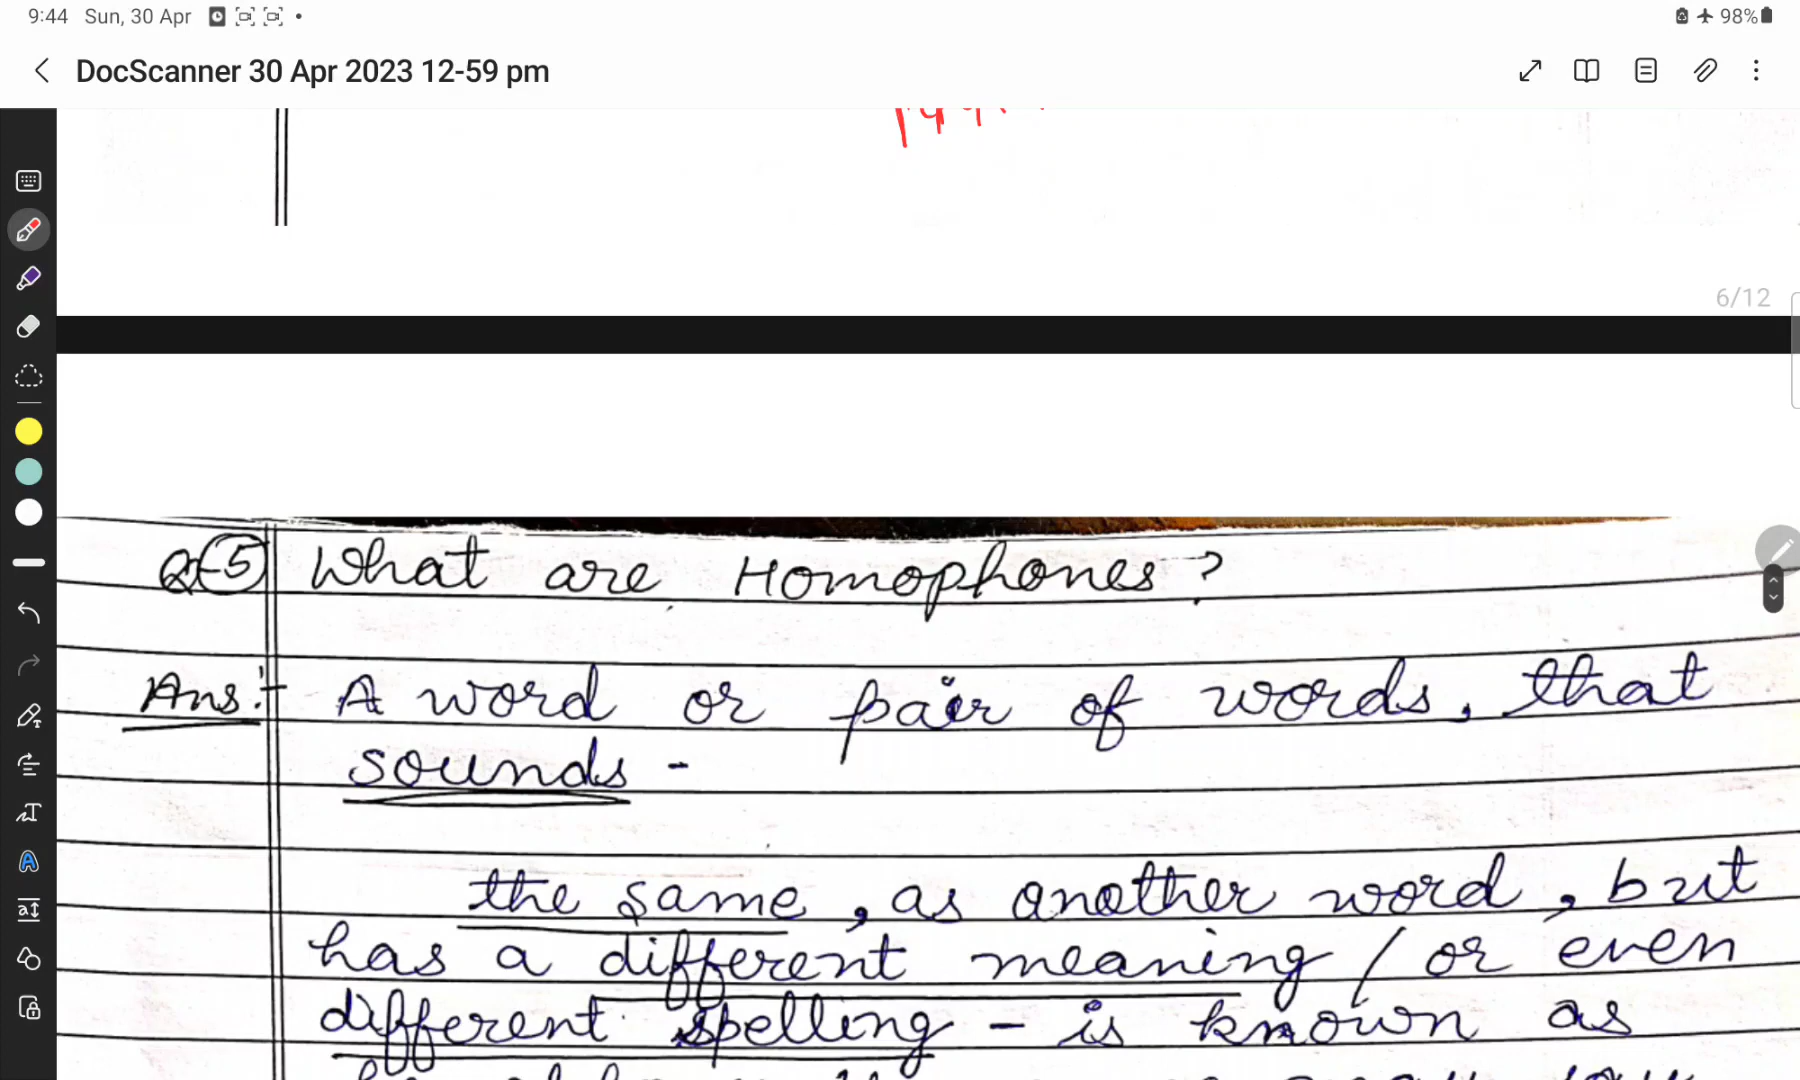 9:44 Sun, 30 Apr 98%
DocScanner 30 Apr 2023 12-59 pm
6/12
Q-5 What are Homophones?
Ans:- A word or pair of words, that
sounds -
the same, as another word, but
has a different meaning / or even
different spelling - is known as